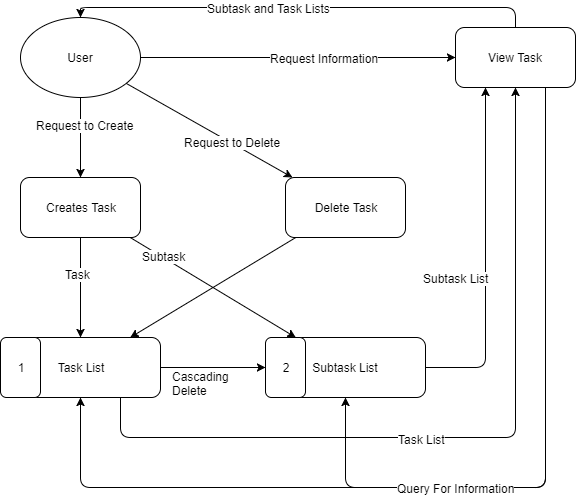 Subtask and Task Lists
User
Request Information
View Task
Request to Create
Request to Delete
Creates Task
Delete Task
Subtask
Task
Subtask List
1
Task List
2
Subtask List
Cascading
Delete
Task List
Query For Information